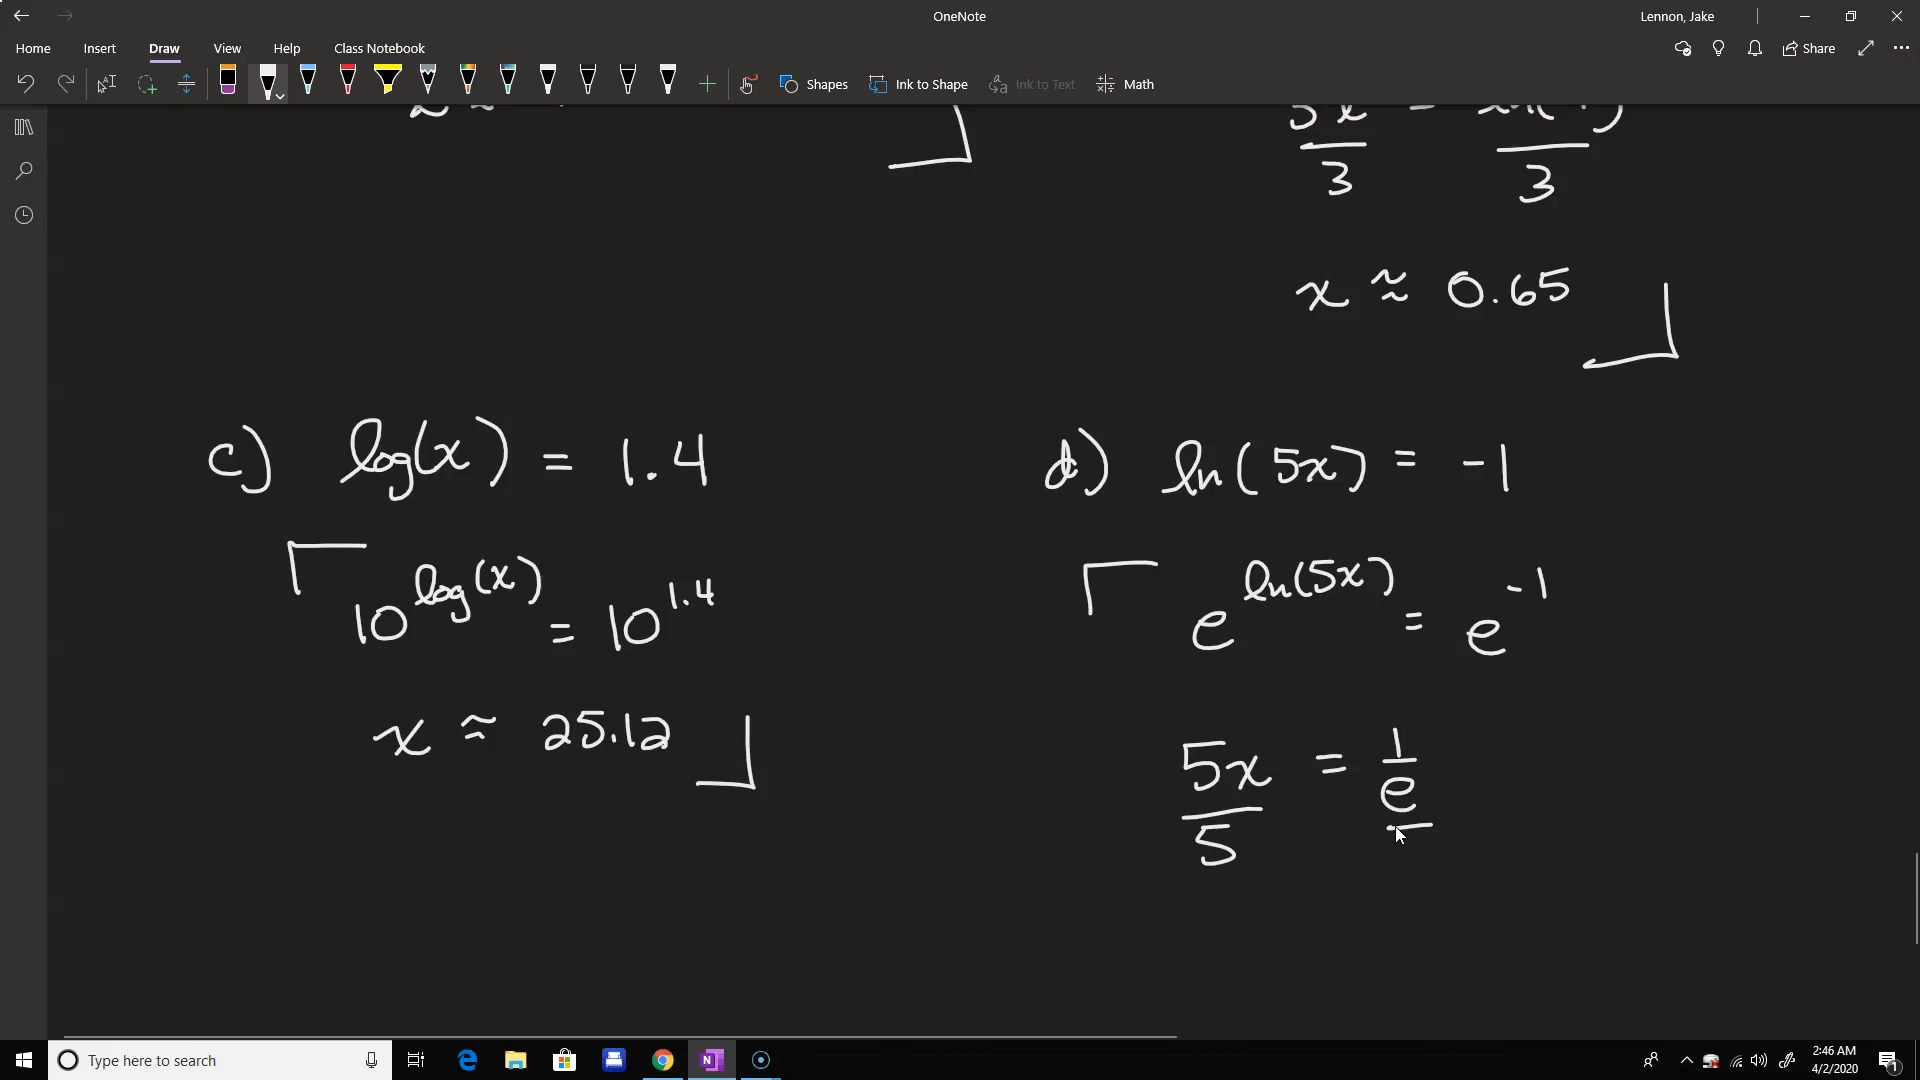 OneNote
Lennon, Jake
Home Insert Draw View Help Class Notebook
Share
Shapes Ink to Shape Ink to Text Math
3 3
x ≈ 0.65
c) log(x) = 1.4
d) ln(5x) = -1
10^log(x) = 10^1.4
e^ln(5x) = e^-1
x ≈ 25.12
5x/5 = 1/e
Type here to search
2:46 AM
4/2/2020
1